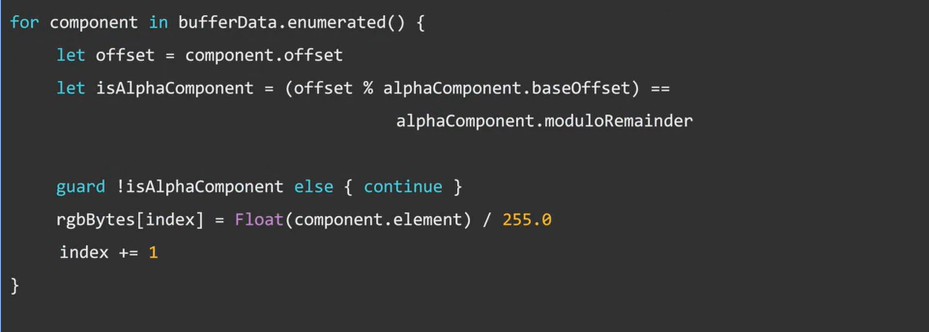 for component in bufferData.enumerated() {
let offset = component.offset
let isAlphaComponent = (offset % alphaComponent.baseOffset) ==
alphaComponent.moduloRemainder
guard !isAlphaComponent else { continue }
rgbBytes[index] = Float(component.element) / 255.0
index += 1
}